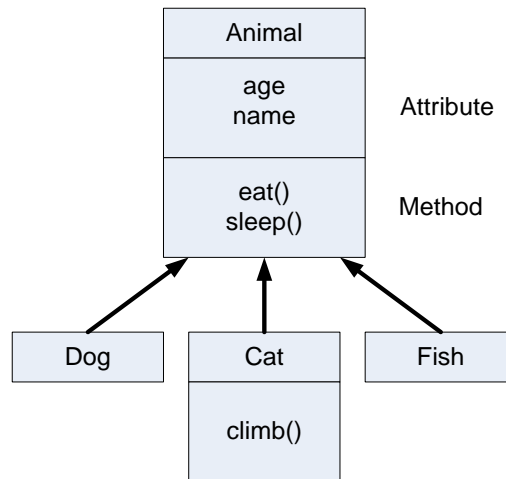 Animal
age
name
Attribute
eat()
sleep()
Method
Dog
Cat
Fish
climb()